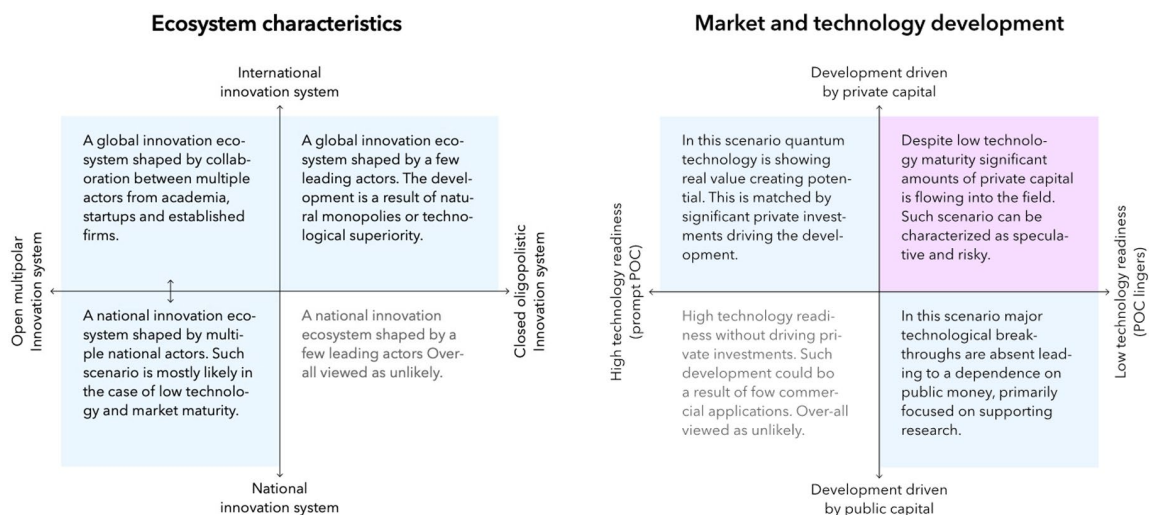 Ecosystem characteristics
International
innovation system
A global innovation eco-
system shaped by collab-
oration between multiple
actors from academia,
startups and established
firms.
A global innovation eco-
system shaped by a few
leading actors. The devel-
opment is a result of natu-
ral monopolies or techno-
logical superiority.
Open multipolar
Innovation system
Closed oligopolistic
Innovation system
A national innovation eco-
system shaped by multi-
ple national actors. Such
scenario is mostly likely in
the case of low technolo-
gy and market maturity.
A national innovation
ecosystem shaped by a
few leading actors Over-
all viewed as unlikely.
National
innovation system
Market and technology development
Development driven
by private capital
In this scenario quantum
technology is showing
real value creating poten-
tial. This is matched by
significant private invest-
ments driving the devel-
opment.
Despite low technolo-
gy maturity significant
amounts of private capital
is flowing into the field.
Such scenario can be
characterized as specula-
tive and risky.
High technology readiness
(prompt POC)
Low technology readiness
(POC lingers)
High technology readi-
ness without driving pri-
vate investments. Such
development could bo
a result of fow commer-
cial applications. Over-all
viewed as unlikely.
In this scenario major
technological break-
throughs are absent lead-
ing to a dependence on
public money, primarily
focused on supporting
research.
Development driven
by public capital